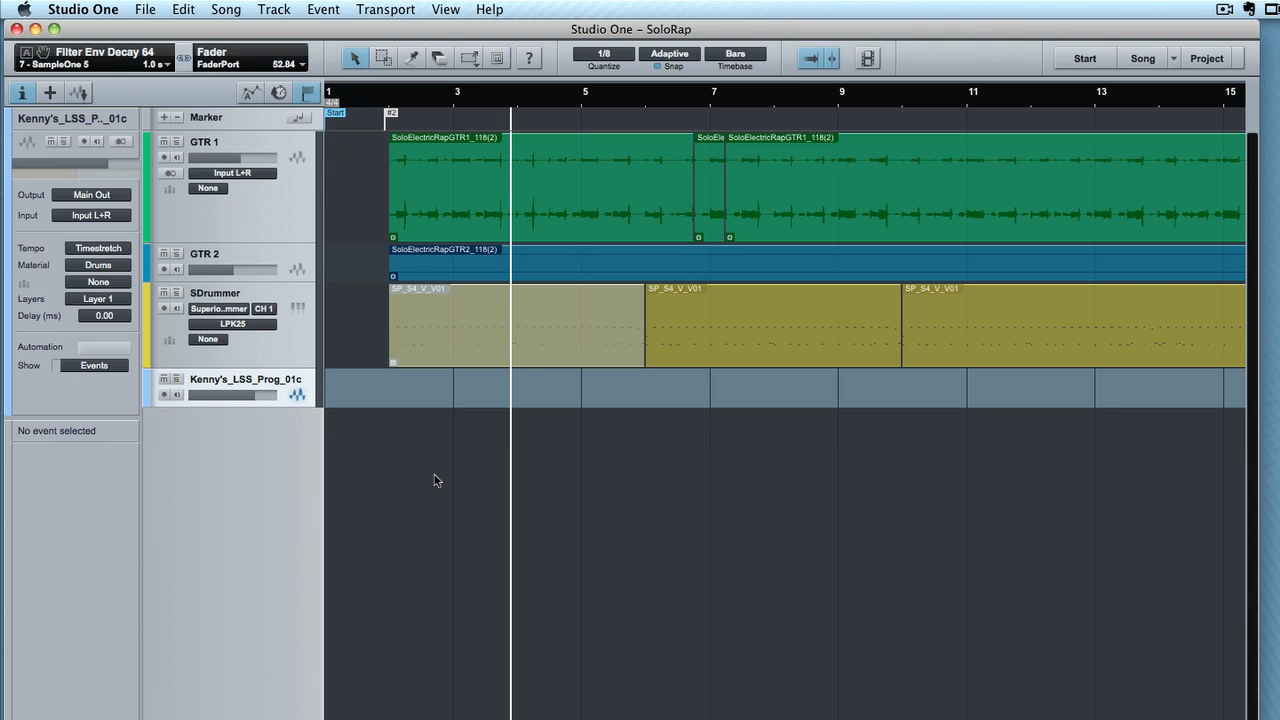 Studio One File Edit Song Track Event Transport View Help
Studio One - SoloRap
Filter Env Decay 64
7 - SampleOne 5 1.0 s
Fader
FaderPort 52.84
?
1/8
Quantize
Adaptive
Snap
Bars
Timebase
Start Song Project
1 3 5 7 9 11 13 15
4/4
Kenny's_LSS_P.._01c
M S
Output Main Out
Input Input L+R
Tempo Timestretch
Material Drums
None
Layers Layer 1
Delay (ms) 0.00
Automation
Show Events
No event selected
Marker
Start #2
M S GTR 1
Input L+R
None
SoloElectricRapGTR1_118(2) SoloEle SoloElectricRapGTR1_118(2)
M S GTR 2
SoloElectricRapGTR2_118(2)
M S SDrummer
Superio..mmer CH 1
LPK25
None
SP_S4_V_V01 SP_S4_V_V01 SP_S4_V_V01
M S Kenny's_LSS_Prog_01c